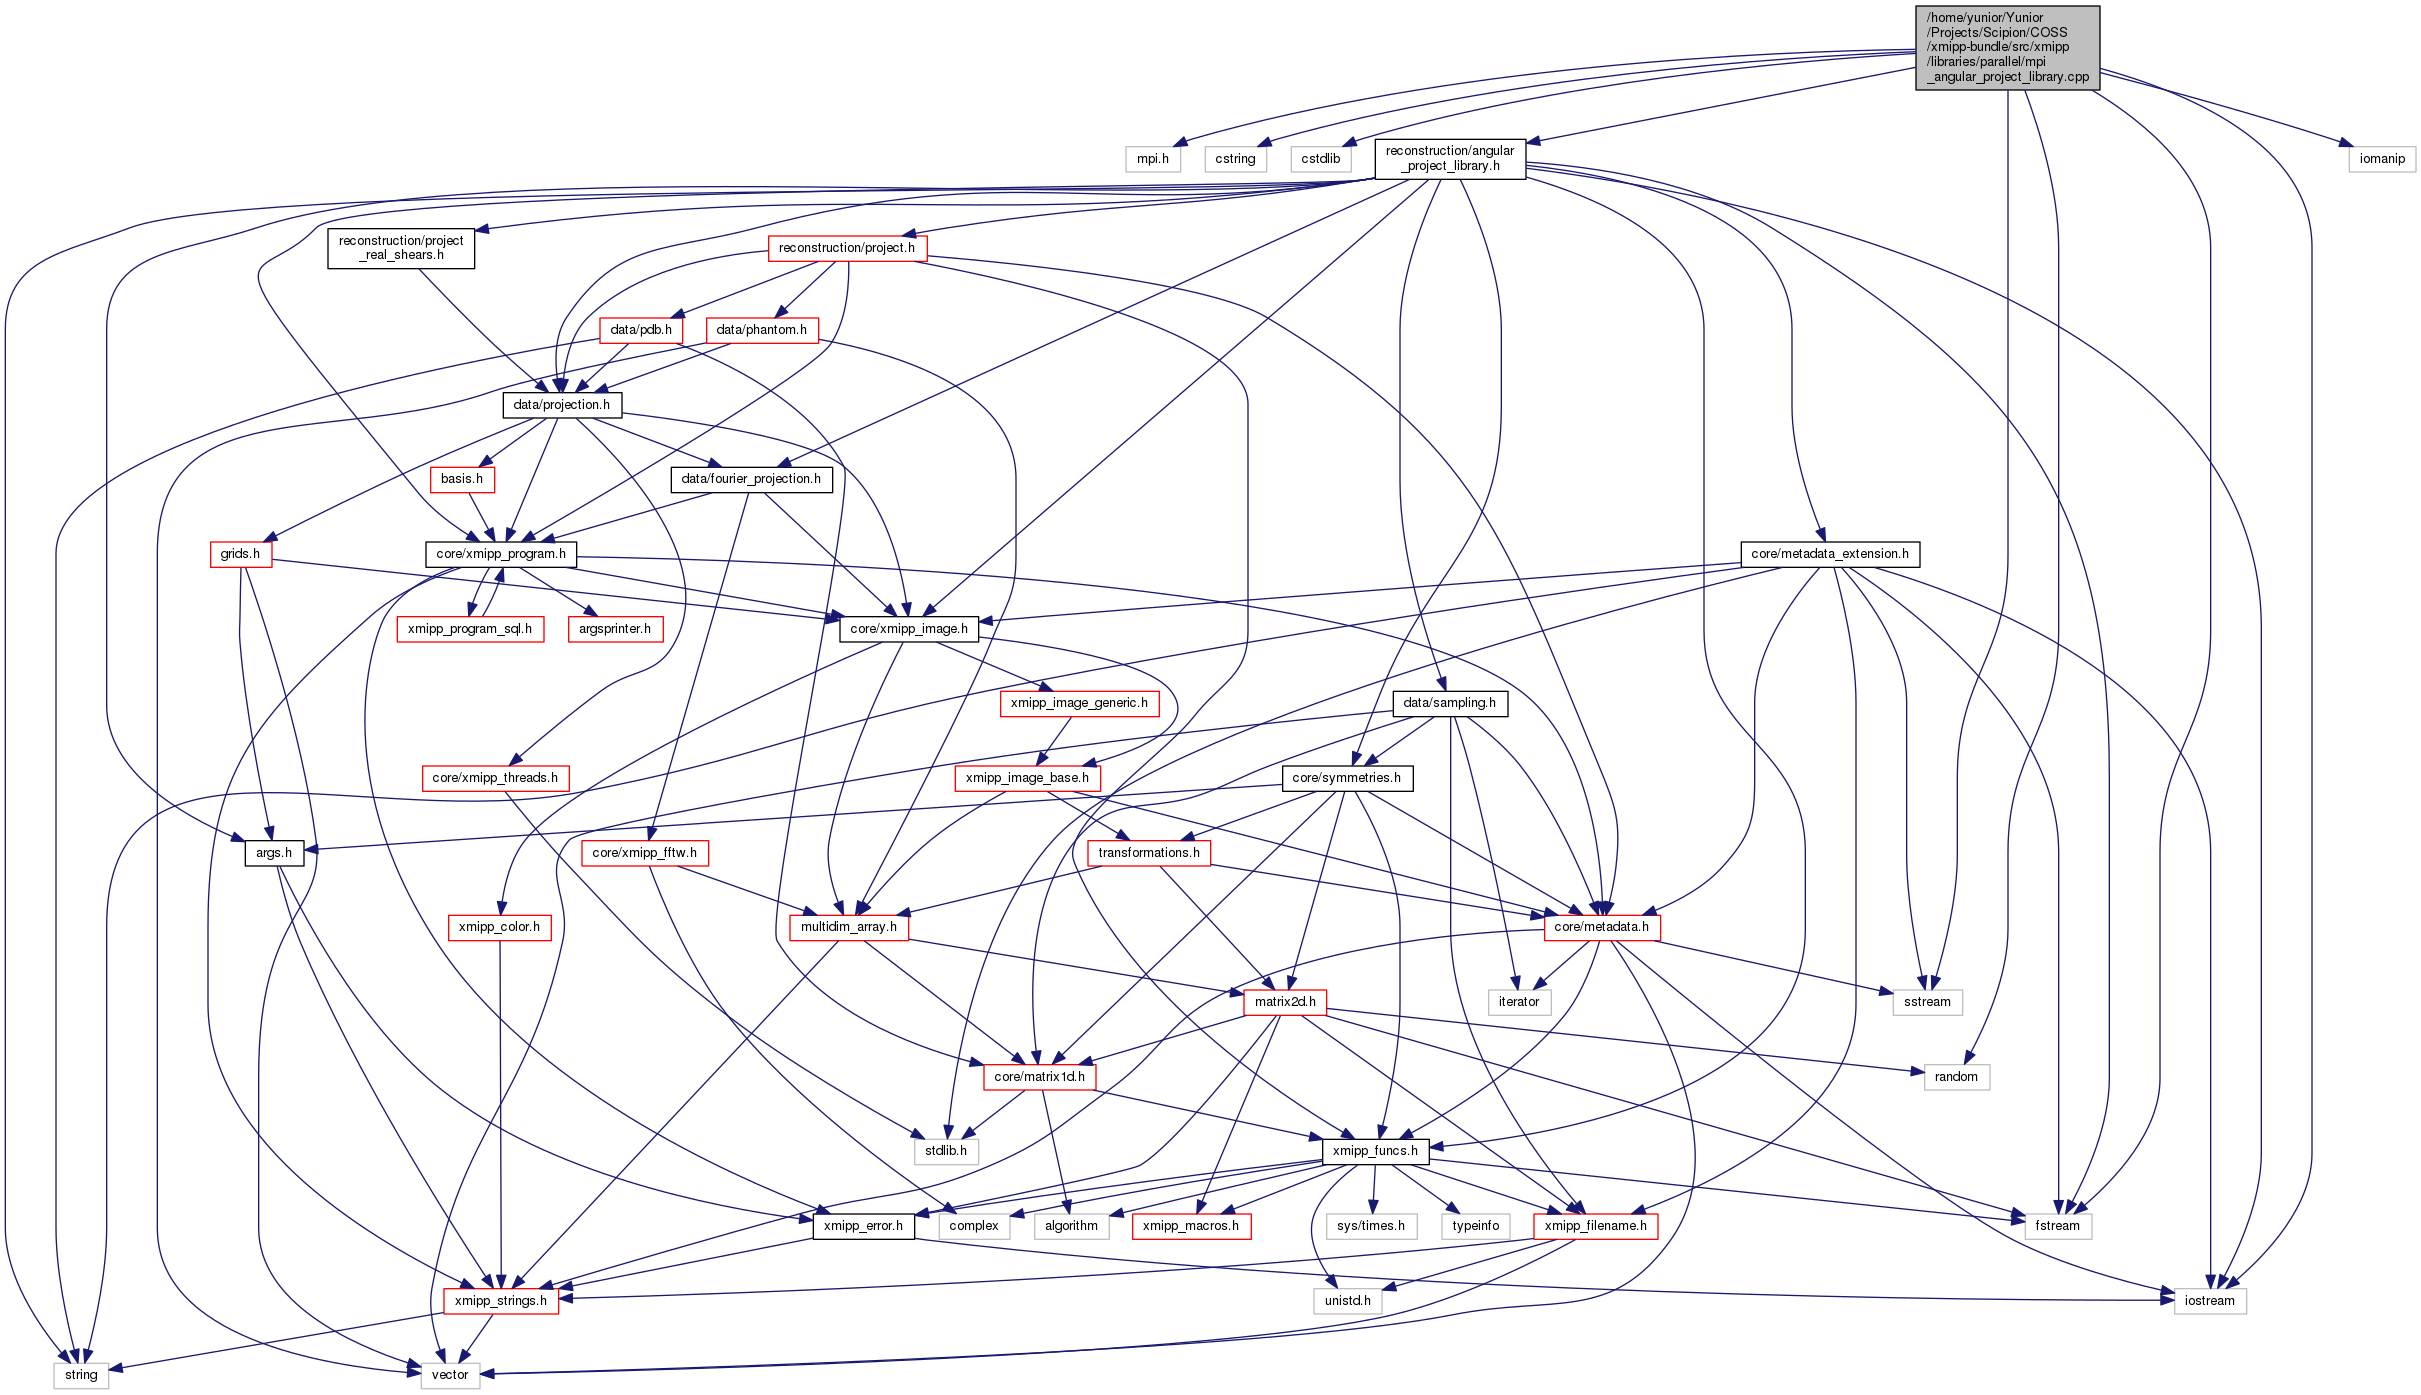 /home/yunior/Yunior
/Projects/Scipion/COSS
/xmipp-bundle/src/xmipp
/libraries/parallel/mpi
_angular_project_library.cpp
mpi.h
cstring
cstdlib
reconstruction/angular
_project_library.h
iomanip
reconstruction/project
_real_shears.h
reconstruction/project.h
data/pdb.h
data/phantom.h
data/projection.h
basis.h
data/fourier_projection.h
grids.h
core/xmipp_program.h
core/metadata_extension.h
xmipp_program_sql.h
argsprinter.h
core/xmipp_image.h
xmipp_image_generic.h
data/sampling.h
core/xmipp_threads.h
xmipp_image_base.h
core/symmetries.h
args.h
core/xmipp_fftw.h
transformations.h
xmipp_color.h
multidim_array.h
core/metadata.h
matrix2d.h
iterator
sstream
core/matrix1d.h
random
stdlib.h
xmipp_funcs.h
xmipp_error.h
complex
algorithm
xmipp_macros.h
sys/times.h
typeinfo
xmipp_filename.h
fstream
xmipp_strings.h
unistd.h
iostream
string
vector